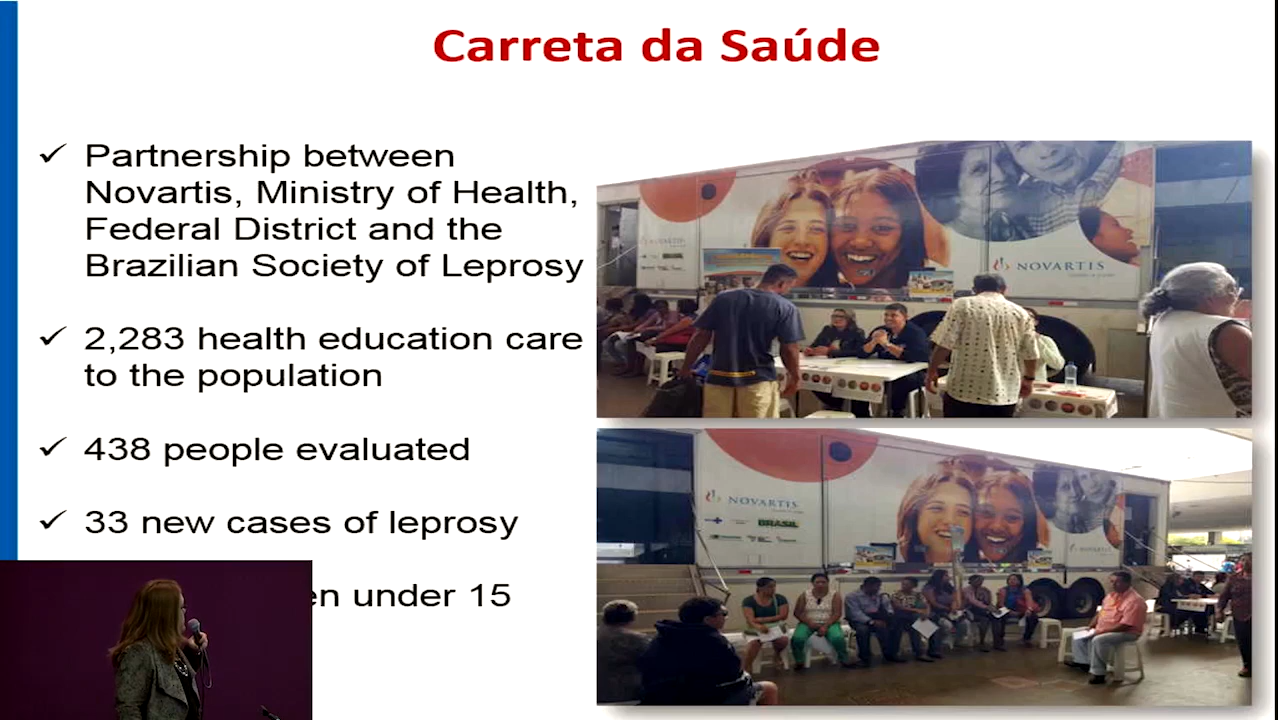 Carreta da Saúde
✓ Partnership between
Novartis, Ministry of Health,
Federal District and the
Brazilian Society of Leprosy
✓ 2,283 health education care
to the population
✓ 438 people evaluated
✓ 33 new cases of leprosy
under 15
NOVARTIS
NOVARTIS
BRASIL